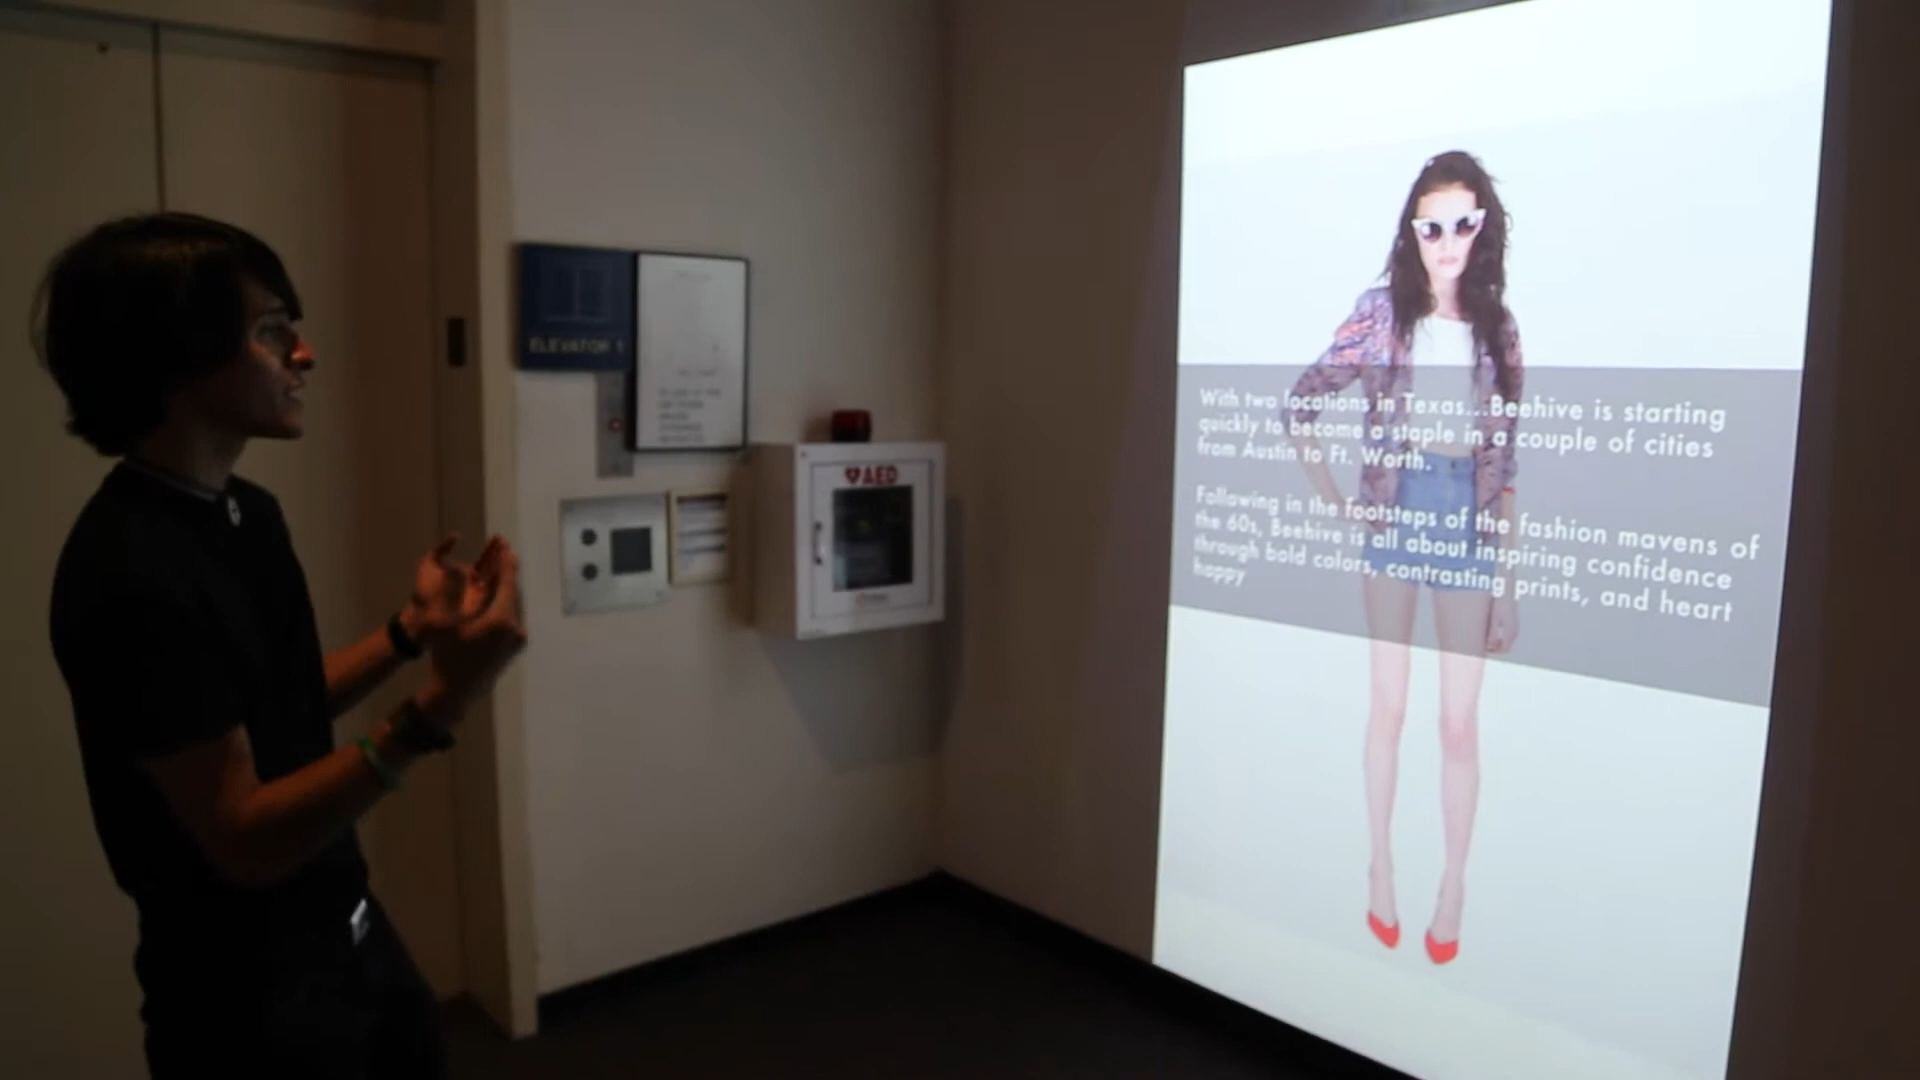 ELEVATOR 1
AED
With two locations in Texas...Beehive is starting
quickly to become a staple in a couple of cities
from Austin to Ft. Worth.
Following in the footsteps of the fashion mavens of
the 60s, Beehive is all about inspiring confidence
through bold colors, contrasting prints, and heart
happy